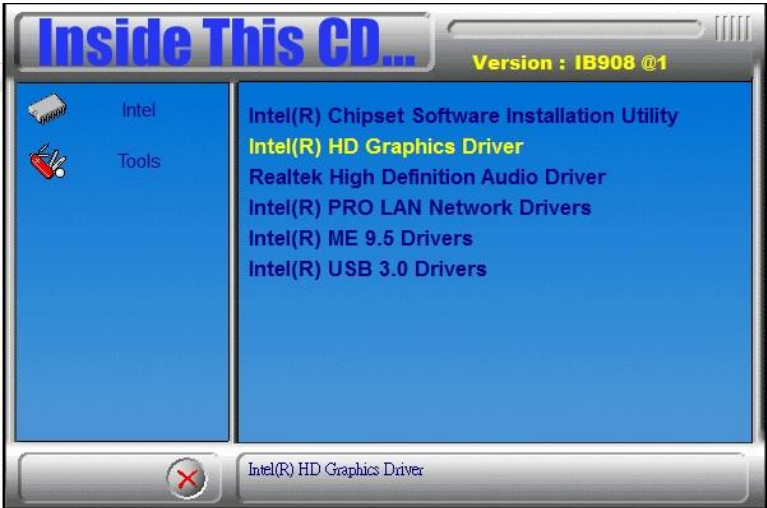 Inside This CD...
Version : IB908 @1
Intel
Tools
Intel(R) Chipset Software Installation Utility
Intel(R) HD Graphics Driver
Realtek High Definition Audio Driver
Intel(R) PRO LAN Network Drivers
Intel(R) ME 9.5 Drivers
Intel(R) USB 3.0 Drivers
Intel(R) HD Graphics Driver